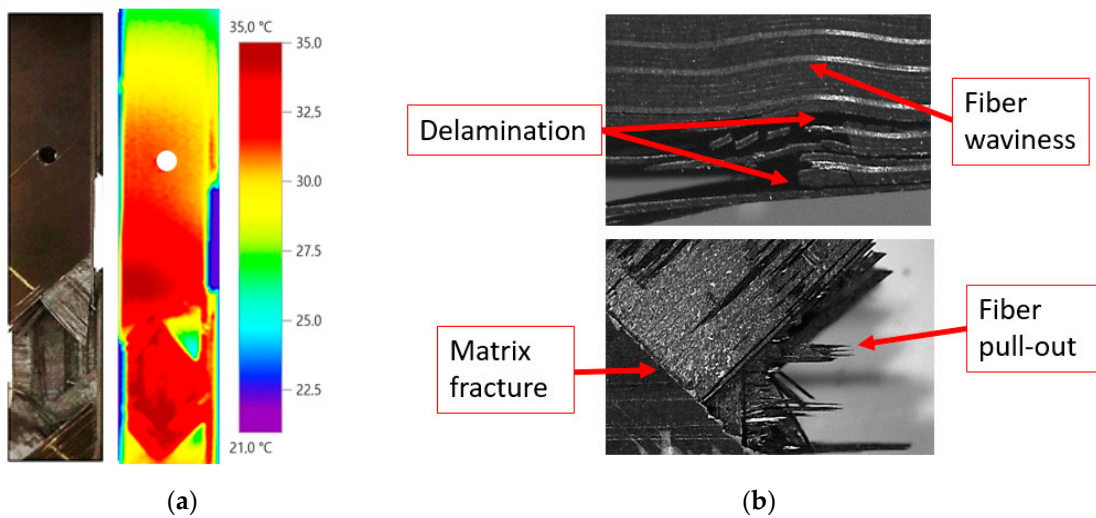 35.0 °C
35.0
32.5
30.0
27.5
25.0
22.5
21.0 °C
(a)
Delamination
Fiber
waviness
Matrix
fracture
Fiber
pull-out
(b)